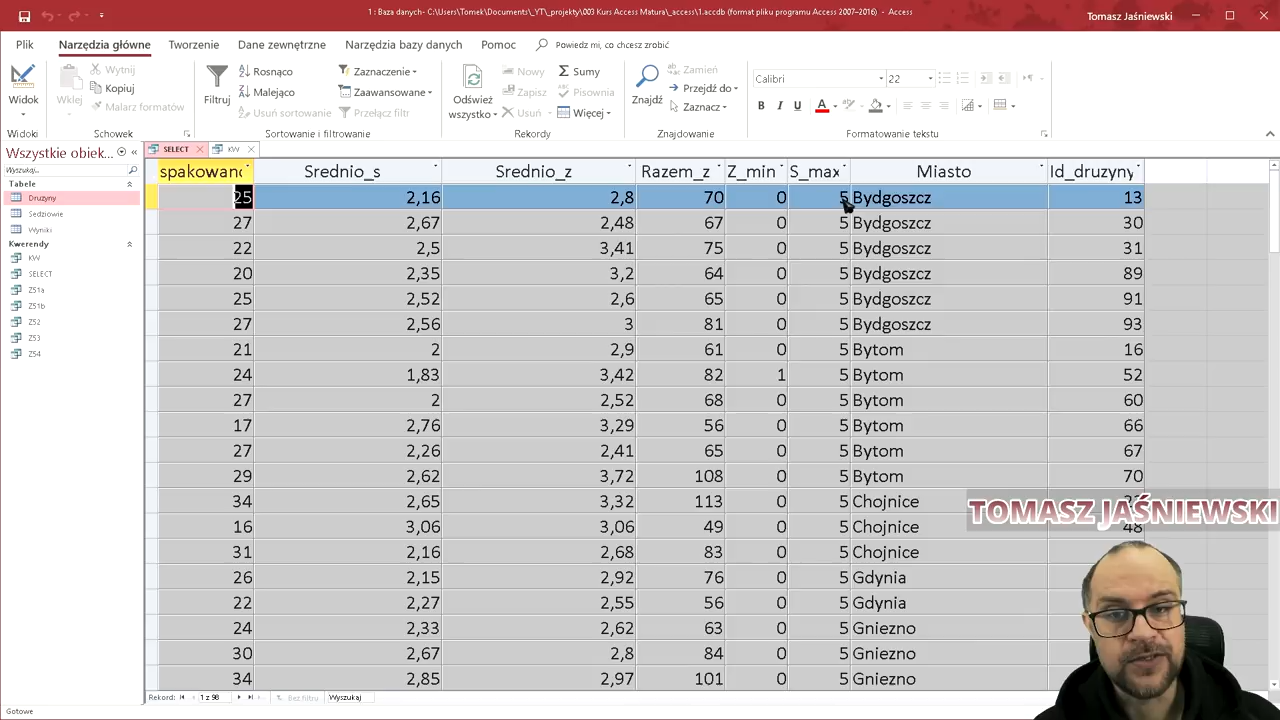 1 : Baza danych- C:\Users\Tomek\Documents\_YT\_projekty\003 Kurs Access Matura\_access\1.accdb (format pliku programu Access 2007–2016) - Access
Tomasz Jaśniewski
Plik Narzędzia główne Tworzenie Dane zewnętrzne Narzędzia bazy danych Pomoc Powiedz mi, co chcesz zrobić
Widok
Widoki
Wklej
Wytnij
Kopiuj
Malarz formatów
Schowek
Filtruj
Rosnąco
Malejąco
Usuń sortowanie
Zaznaczenie
Zaawansowane
Przełącz filtr
Sortowanie i filtrowanie
Odśwież
wszystko
Nowy
Zapisz
Usuń
Sumy
Pisownia
Więcej
Rekordy
Znajdź
Zamień
Przejdź do
Zaznacz
Znajdowanie
Calibri 22
B I U A
Formatowanie tekstu
Wszystkie obiek...
Wyszukaj...
Tabele
Druzyny
Sedziowie
Wyniki
Kwerendy
KW
SELECT
Z51a
Z51b
Z52
Z53
Z54
SELECT KW
spakowand Srednio_s Srednio_z Razem_z Z_min S_max Miasto Id_druzyny
25 2,16 2,8 70 0 5 Bydgoszcz 13
27 2,67 2,48 67 0 5 Bydgoszcz 30
22 2,5 3,41 75 0 5 Bydgoszcz 31
20 2,35 3,2 64 0 5 Bydgoszcz 89
25 2,52 2,6 65 0 5 Bydgoszcz 91
27 2,56 3 81 0 5 Bydgoszcz 93
21 2 2,9 61 0 5 Bytom 16
24 1,83 3,42 82 1 5 Bytom 52
27 2 2,52 68 0 5 Bytom 60
17 2,76 3,29 56 0 5 Bytom 66
27 2,26 2,41 65 0 5 Bytom 67
29 2,62 3,72 108 0 5 Bytom 70
34 2,65 3,32 113 0 5 Chojnice
16 3,06 3,06 49 0 5 Chojnice 48
31 2,16 2,68 83 0 5 Chojnice
26 2,15 2,92 76 0 5 Gdynia
22 2,27 2,55 56 0 5 Gdynia
24 2,33 2,62 63 0 5 Gniezno
30 2,67 2,8 84 0 5 Gniezno
34 2,85 2,97 101 0 5 Gniezno
TOMASZ JAŚNIEWSKI
Rekord: 1 z 98 Bez filtru Wyszukaj
Gotowe